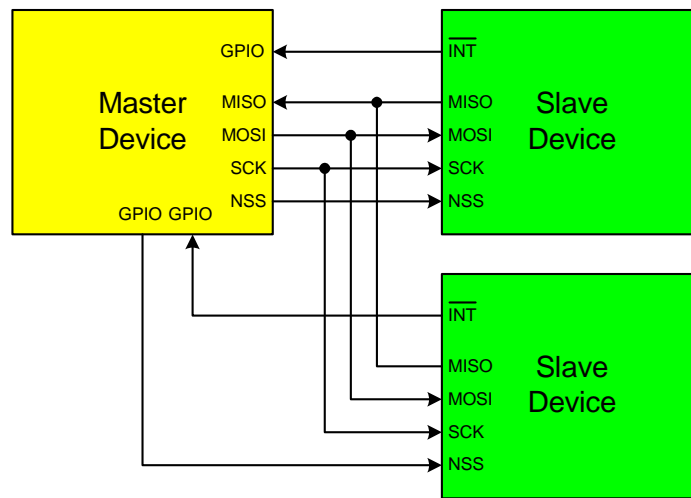 GPIO
MISO
MOSI
SCK
NSS
GPIO GPIO
Master
Device
INT
MISO
MOSI
SCK
NSS
Slave
Device
INT
MISO
MOSI
SCK
NSS
Slave
Device